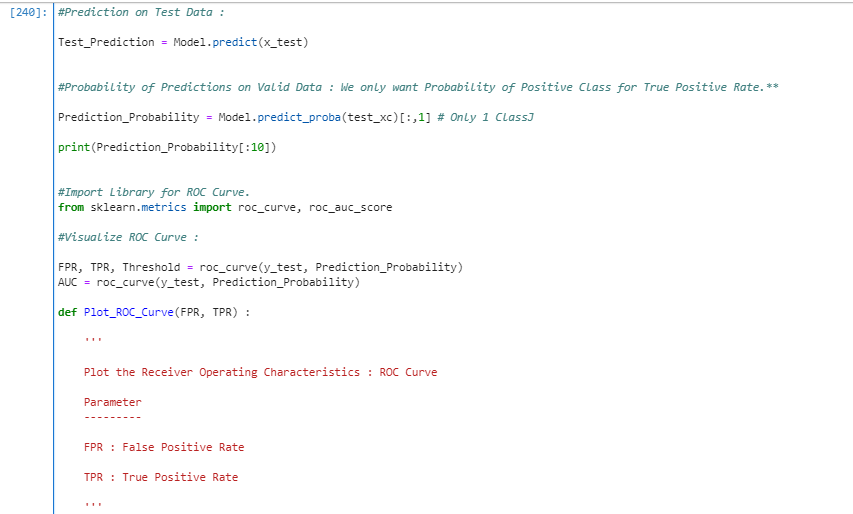 [240]: #Prediction on Test Data :
Test_Prediction = Model.predict(x_test)
#Probability of Predictions on Valid Data : We only want Probability of Positive Class for True Positive Rate.**
Prediction_Probability = Model.predict_proba(test_xc)[:,1] # Only 1 ClassJ
print(Prediction_Probability[:10])
#Import Library for ROC Curve.
from sklearn.metrics import roc_curve, roc_auc_score
#Visualize ROC Curve :
FPR, TPR, Threshold = roc_curve(y_test, Prediction_Probability)
AUC = roc_curve(y_test, Prediction_Probability)
def Plot_ROC_Curve(FPR, TPR) :
'''
Plot the Receiver Operating Characteristics : ROC Curve
Parameter
---------
FPR : False Positive Rate
TPR : True Positive Rate
'''